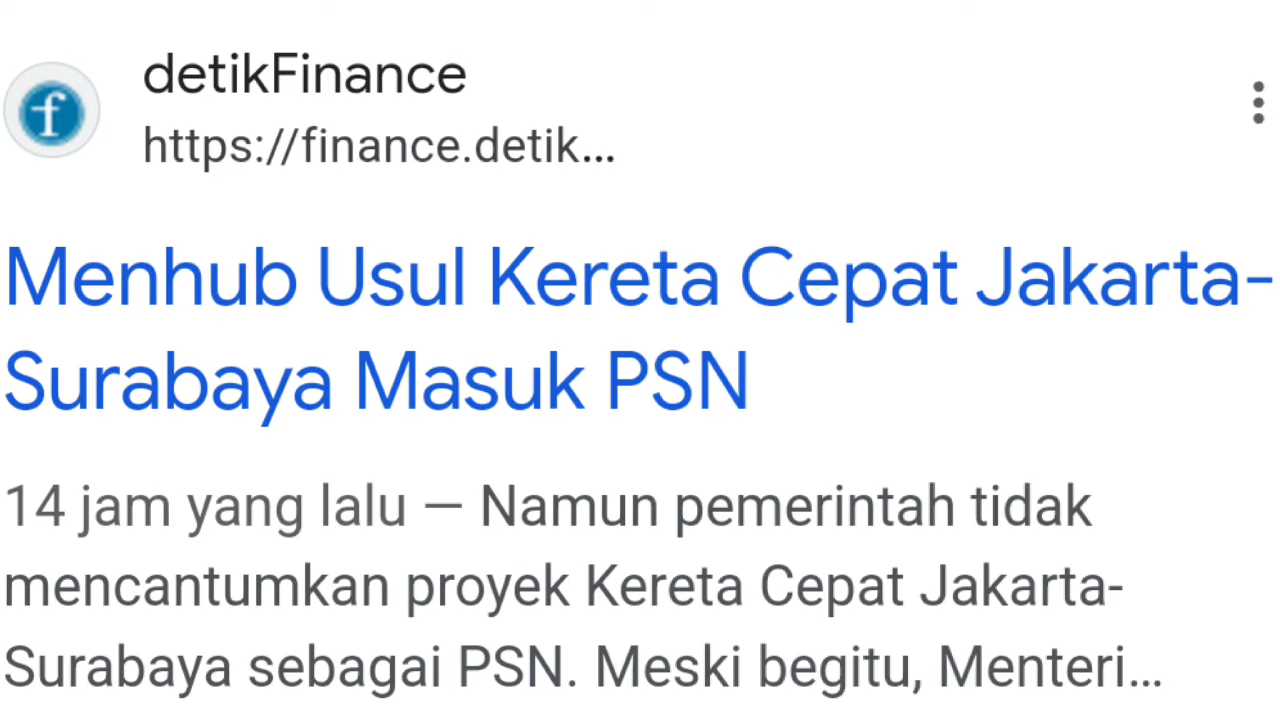 f
detikFinance
https://finance.detik...
Menhub Usul Kereta Cepat Jakarta-
Surabaya Masuk PSN
14 jam yang lalu — Namun pemerintah tidak
mencantumkan proyek Kereta Cepat Jakarta-
Surabaya sebagai PSN. Meski begitu, Menteri...